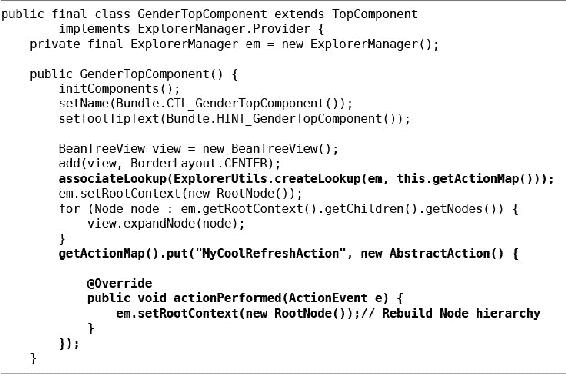 public final class GenderTopComponent extends TopComponent
        implements ExplorerManager.Provider {
    private final ExplorerManager em = new ExplorerManager();

    public GenderTopComponent() {
        initComponents();
        setName(Bundle.CTL_GenderTopComponent());
        setToolTipText(Bundle.HINT_GenderTopComponent());

        BeanTreeView view = new BeanTreeView();
        add(view, BorderLayout.CENTER);
        associateLookup(ExplorerUtils.createLookup(em, this.getActionMap()));
        em.setRootContext(new RootNode());
        for (Node node : em.getRootContext().getChildren().getNodes()) {
            view.expandNode(node);
        }
        getActionMap().put("MyCoolRefreshAction", new AbstractAction() {

            @Override
            public void actionPerformed(ActionEvent e) {
                em.setRootContext(new RootNode());// Rebuild Node hierarchy
            }
        });
    }